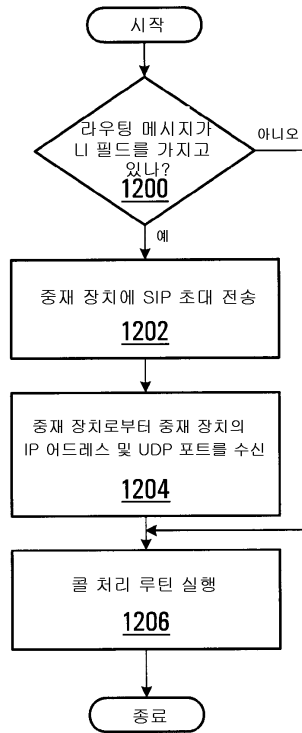 시작
라우팅 메시지가
LI 필드를 가지고
있나?
1200
아니오
예
중재 장치에 SIP 초대 전송
1202
중재 장치로부터 중재 장치의
IP 어드레스 및 UDP 포트를 수신
1204
콜 처리 루틴 실행
1206
종료